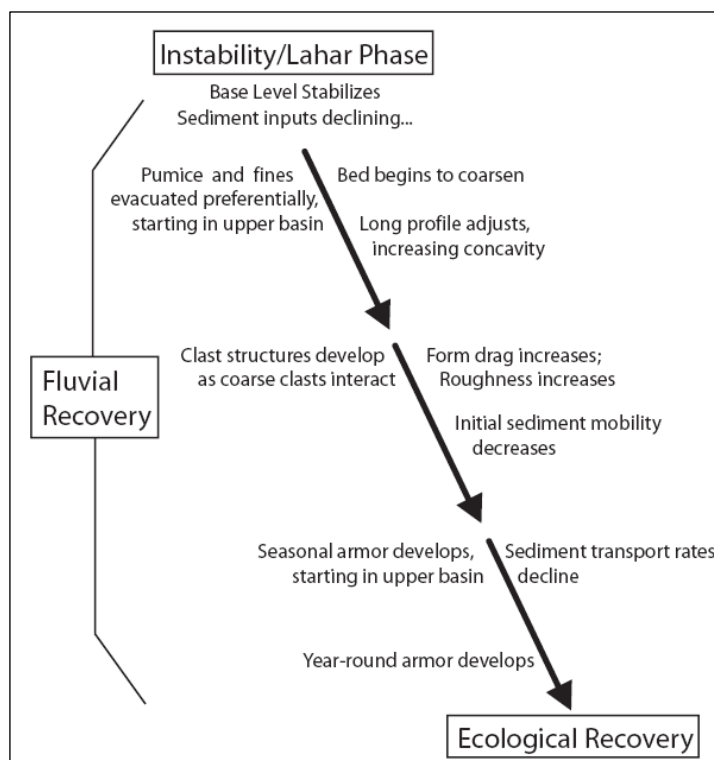 Instability/Lahar Phase
Base Level Stabilizes
Sediment inputs declining...
Pumice and fines
evacuated preferentially,
starting in upper basin
Bed begins to coarsen
Long profile adjusts,
increasing concavity
Fluvial
Recovery
Clast structures develop
as coarse clasts interact
Form drag increases;
Roughness increases
Initial sediment mobility
decreases
Seasonal armor develops,
starting in upper basin
Sediment transport rates
decline
Year-round armor develops
Ecological Recovery